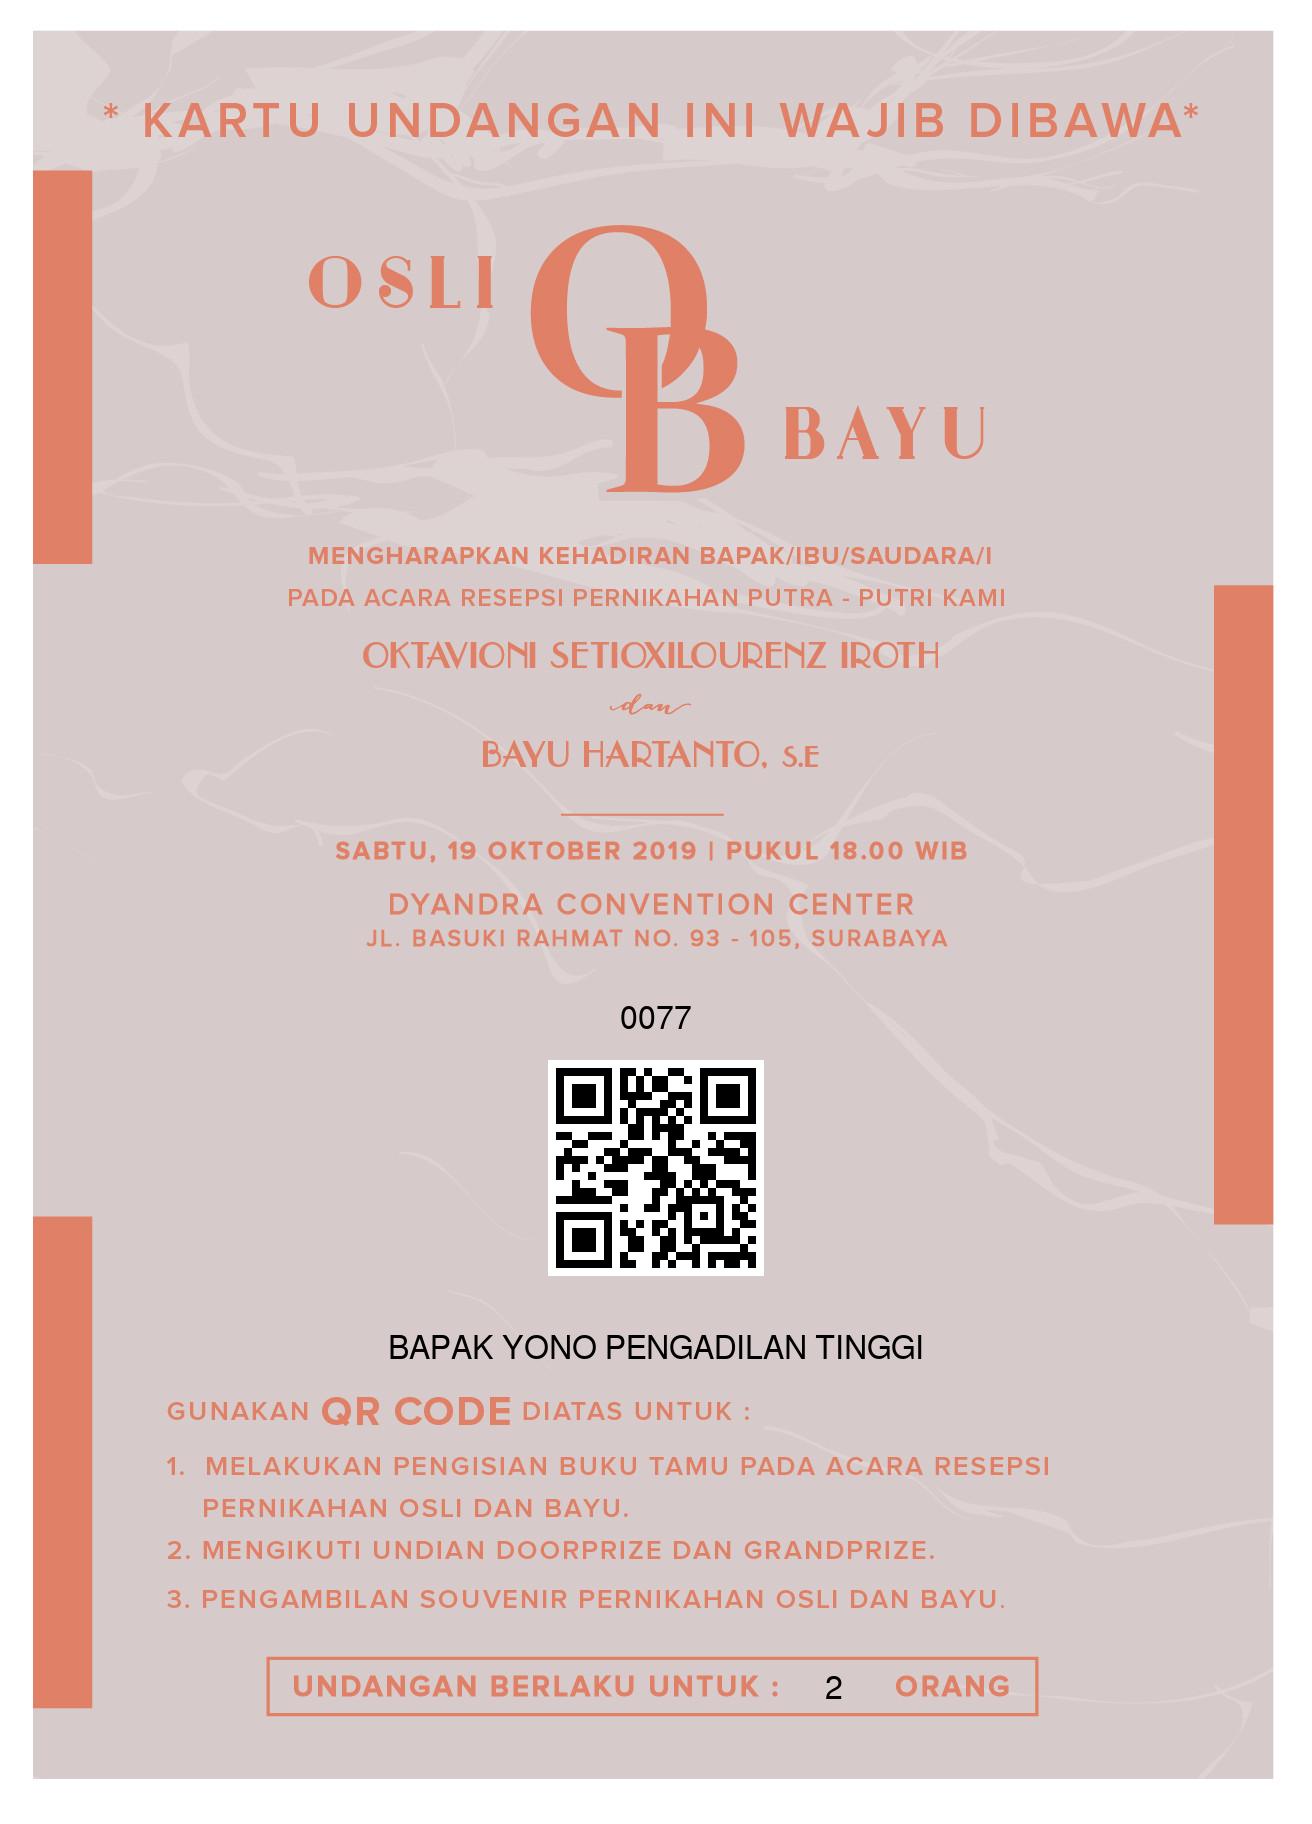 * KARTU UNDANGAN INI WAJIB DIBAWA*
OSLI
OB
BAYU
MENGHARAPKAN KEHADIRAN BAPAK/IBU/SAUDARA/I
PADA ACARA RESEPSI PERNIKAHAN PUTRA - PUTRI KAMI
OKTAVIONI SETIOXILOURENZ IROTH
dan
BAYU HARTANTO, S.E
SABTU, 19 OKTOBER 2019 | PUKUL 18.00 WIB
DYANDRA CONVENTION CENTER
JL. BASUKI RAHMAT NO. 93 - 105, SURABAYA
0077
BAPAK YONO PENGADILAN TINGGI
GUNAKAN QR CODE DIATAS UNTUK :
1. MELAKUKAN PENGISIAN BUKU TAMU PADA ACARA RESEPSI
PERNIKAHAN OSLI DAN BAYU.
2. MENGIKUTI UNDIAN DOORPRIZE DAN GRANDPRIZE.
3. PENGAMBILAN SOUVENIR PERNIKAHAN OSLI DAN BAYU.
UNDANGAN BERLAKU UNTUK : 2 ORANG